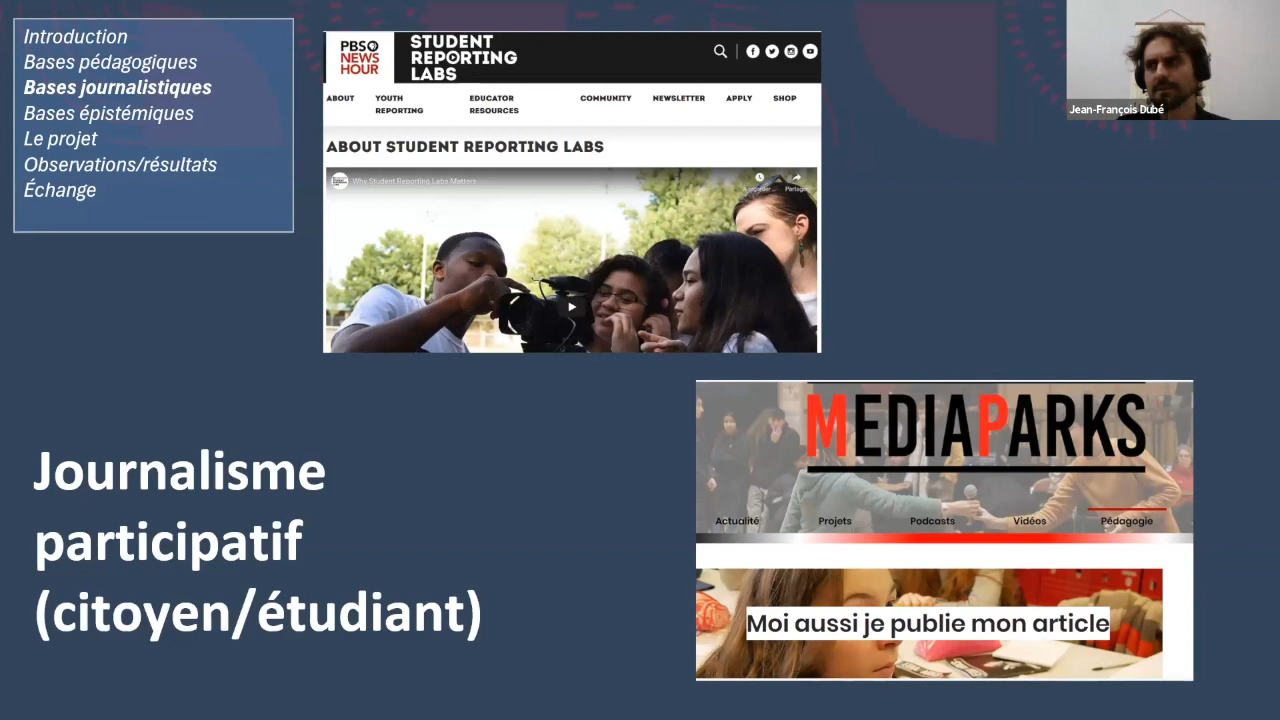 Introduction
Bases pédagogiques
Bases journalistiques
Bases épistémiques
Le projet
Observations/résultats
Échange
PBS
NEWS
HOUR
STUDENT
REPORTING
LABS
ABOUT
YOUTH
REPORTING
EDUCATOR
RESOURCES
COMMUNITY
NEWSLETTER
APPLY
SHOP
ABOUT STUDENT REPORTING LABS
Why Student Reporting Labs Matters
Jean-François Dubé
Journalisme
participatif
(citoyen/étudiant)
MEDIAPARKS
Actualité
Projets
Podcasts
Vidéos
Pédagogie
Moi aussi je publie mon article